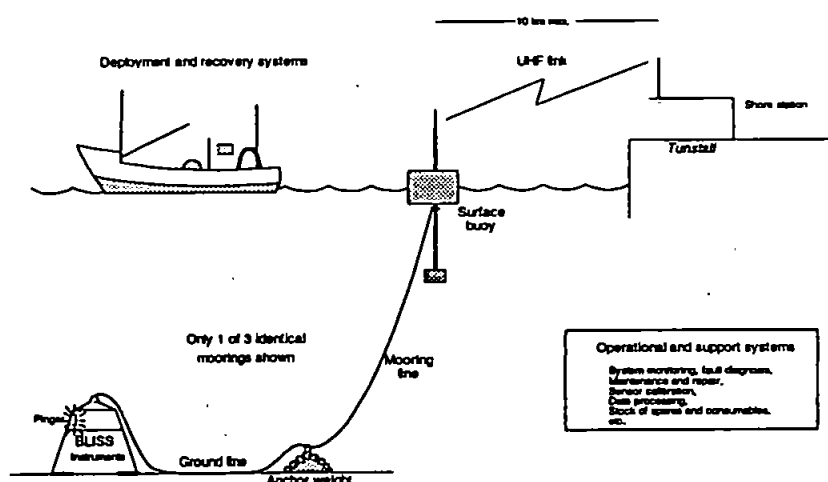 10 km max.
Deployment and recovery systems
UHF link
Shore station
Tunstall
Surface
buoy
Only 1 of 3 identical
moorings shown
Mooring
line
Operational and support systems
System monitoring, fault diagnosis,
Maintenance and repair,
Sensor calibration,
Data processing,
Stock of spares and consumables,
etc.
Pinger
BLISS
Instruments
Ground line
Anchor weight